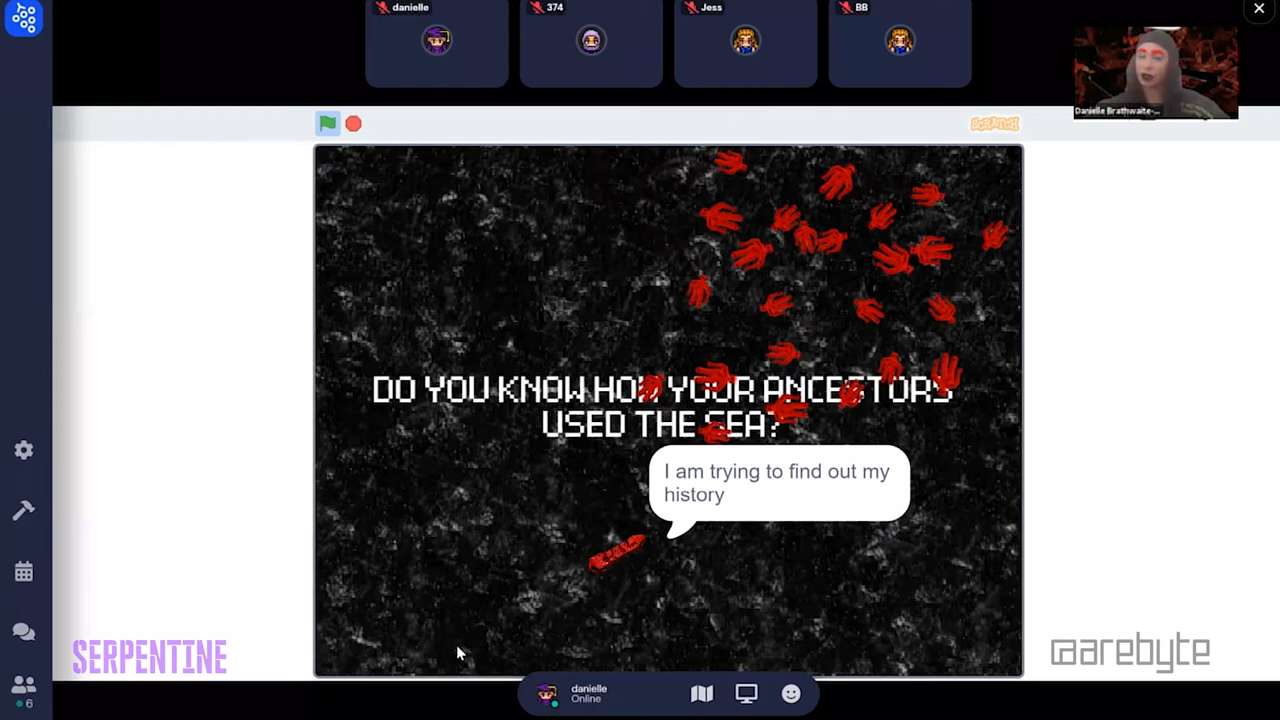 danielle
374
Jess
BB
Danielle Brathwaite-...
SCRATCH
DO YOU KNOW HOW YOUR ANCESTORS
USED THE SEA?
I am trying to find out my
history
SERPENTINE
arebyte
danielle
Online
6